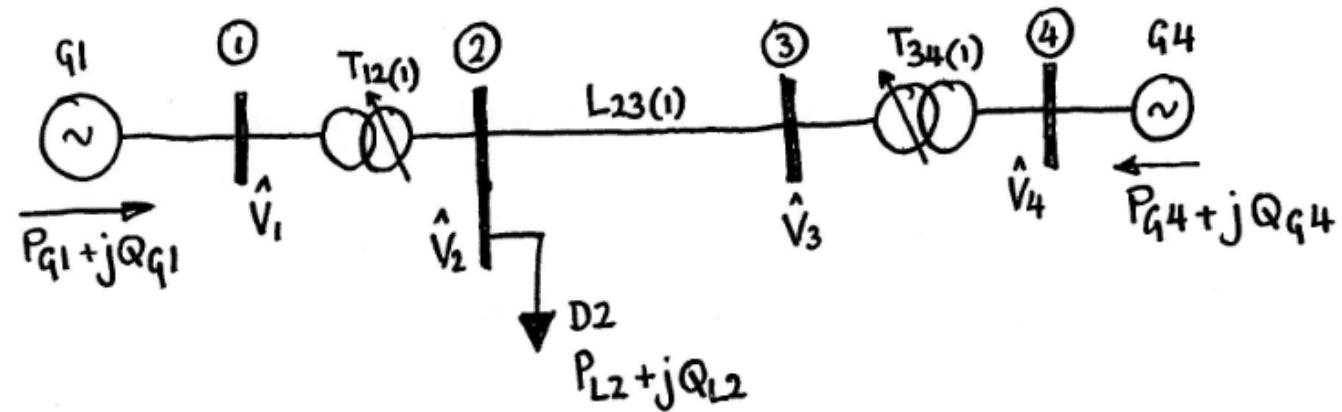 G1
①
T12(1)
②
L23(1)
③
T34(1)
④
G4
~
~
V̂1
V̂2
V̂3
V̂4
PG1+jQG1
PG4+jQG4
D2
PL2+jQL2